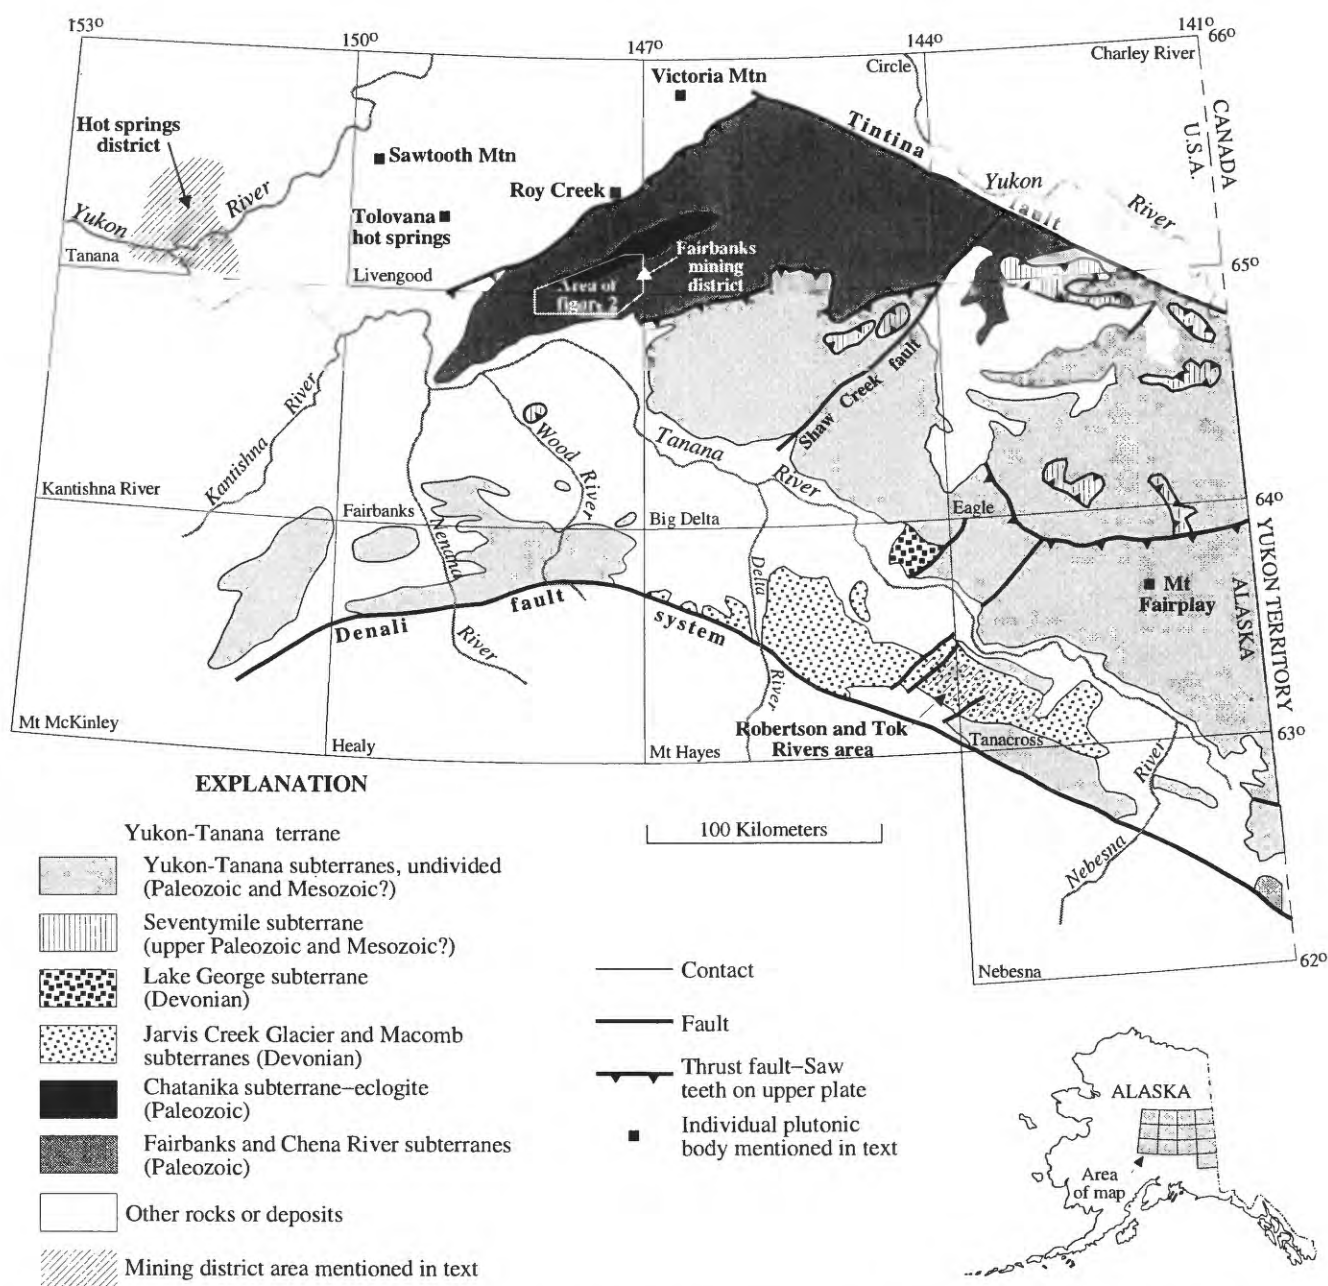 153°
150°
147°
144°
141°
66°
Circle
Charley River
Victoria Mtn
CANADA
U.S.A.
Hot springs
district
Tintina
fault
Sawtooth Mtn
Yukon
River
Roy Creek
Yukon
River
Tolovana
hot springs
Fairbanks
mining
district
Tanana
Livengood
Area of
figure 2
65°
Shaw Creek fault
Kantishna
River
Wood
River
Tanana
River
Kantishna River
Fairbanks
Nenana
River
Big Delta
Eagle
64°
YUKON TERRITORY
ALASKA
Delta
River
Mt
Fairplay
Denali
fault
system
Robertson and Tok
Rivers area
Tanacross
63°
Mt McKinley
Healy
Mt Hayes
Nebesna
River
EXPLANATION
100 Kilometers
Yukon-Tanana terrane
Yukon-Tanana subterranes, undivided
(Paleozoic and Mesozoic?)
Seventymile subterrane
(upper Paleozoic and Mesozoic?)
Lake George subterrane
(Devonian)
Jarvis Creek Glacier and Macomb
subterranes (Devonian)
Chatanika subterrane–eclogite
(Paleozoic)
Fairbanks and Chena River subterranes
(Paleozoic)
Other rocks or deposits
Mining district area mentioned in text
Contact
Fault
Thrust fault–Saw
teeth on upper plate
Individual plutonic
body mentioned in text
Nebesna
62°
ALASKA
Area
of map